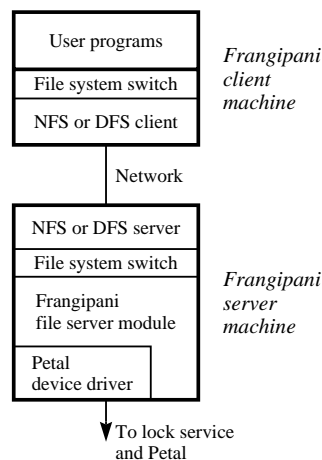 User programs
File system switch
NFS or DFS client
Frangipani
client
machine
Network
NFS or DFS server
File system switch
Frangipani
file server module
Petal
device driver
Frangipani
server
machine
To lock service
and Petal